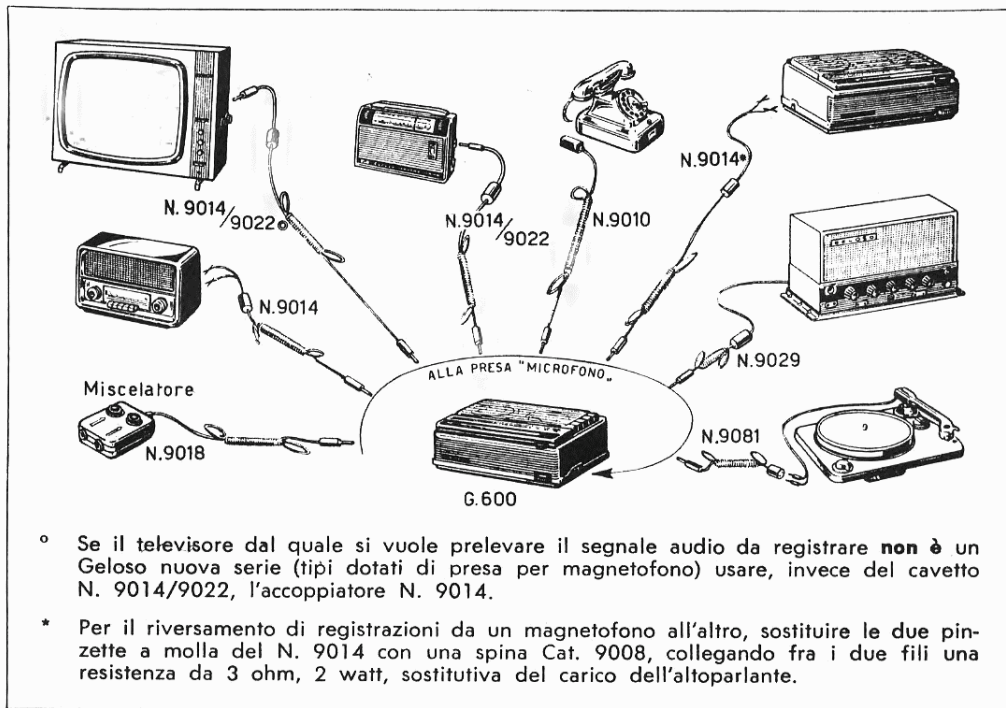 N. 9014/9022°
N.9014/9022
N.9010
N.9014*
N.9014
N.9029
ALLA PRESA "MICROFONO„
Miscelatore
N.9018
N.9081
G.600
° Se il televisore dal quale si vuole prelevare il segnale audio da registrare non è un
Geloso nuova serie (tipi dotati di presa per magnetofono) usare, invece del cavetto
N. 9014/9022, l'accoppiatore N. 9014.
* Per il riversamento di registrazioni da un magnetofono all'altro, sostituire le due pin-
zette a molla del N. 9014 con una spina Cat. 9008, collegando fra i due fili una
resistenza da 3 ohm, 2 watt, sostitutiva del carico dell'altoparlante.